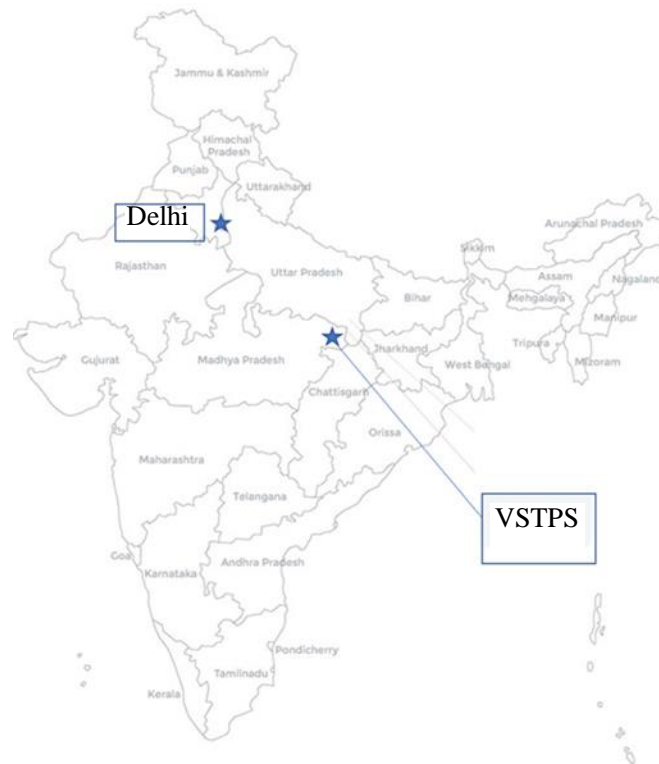 Jammu & Kashmir
Himachal
Pradesh
Punjab
Uttarakhand
Delhi
Arunachal Pradesh
Sikkim
Rajasthan
Uttar Pradesh
Assam
Nagaland
Bihar
Mehgalaya
Manipur
Gujurat
Madhya Pradesh
Jharkhand
West Bengal
Tripura
Mizoram
Chattisgarh
Orissa
Maharashtra
Telangana
VSTPS
Goa
Karnataka
Andhra Pradesh
Pondicherry
Tamilnadu
Kerala